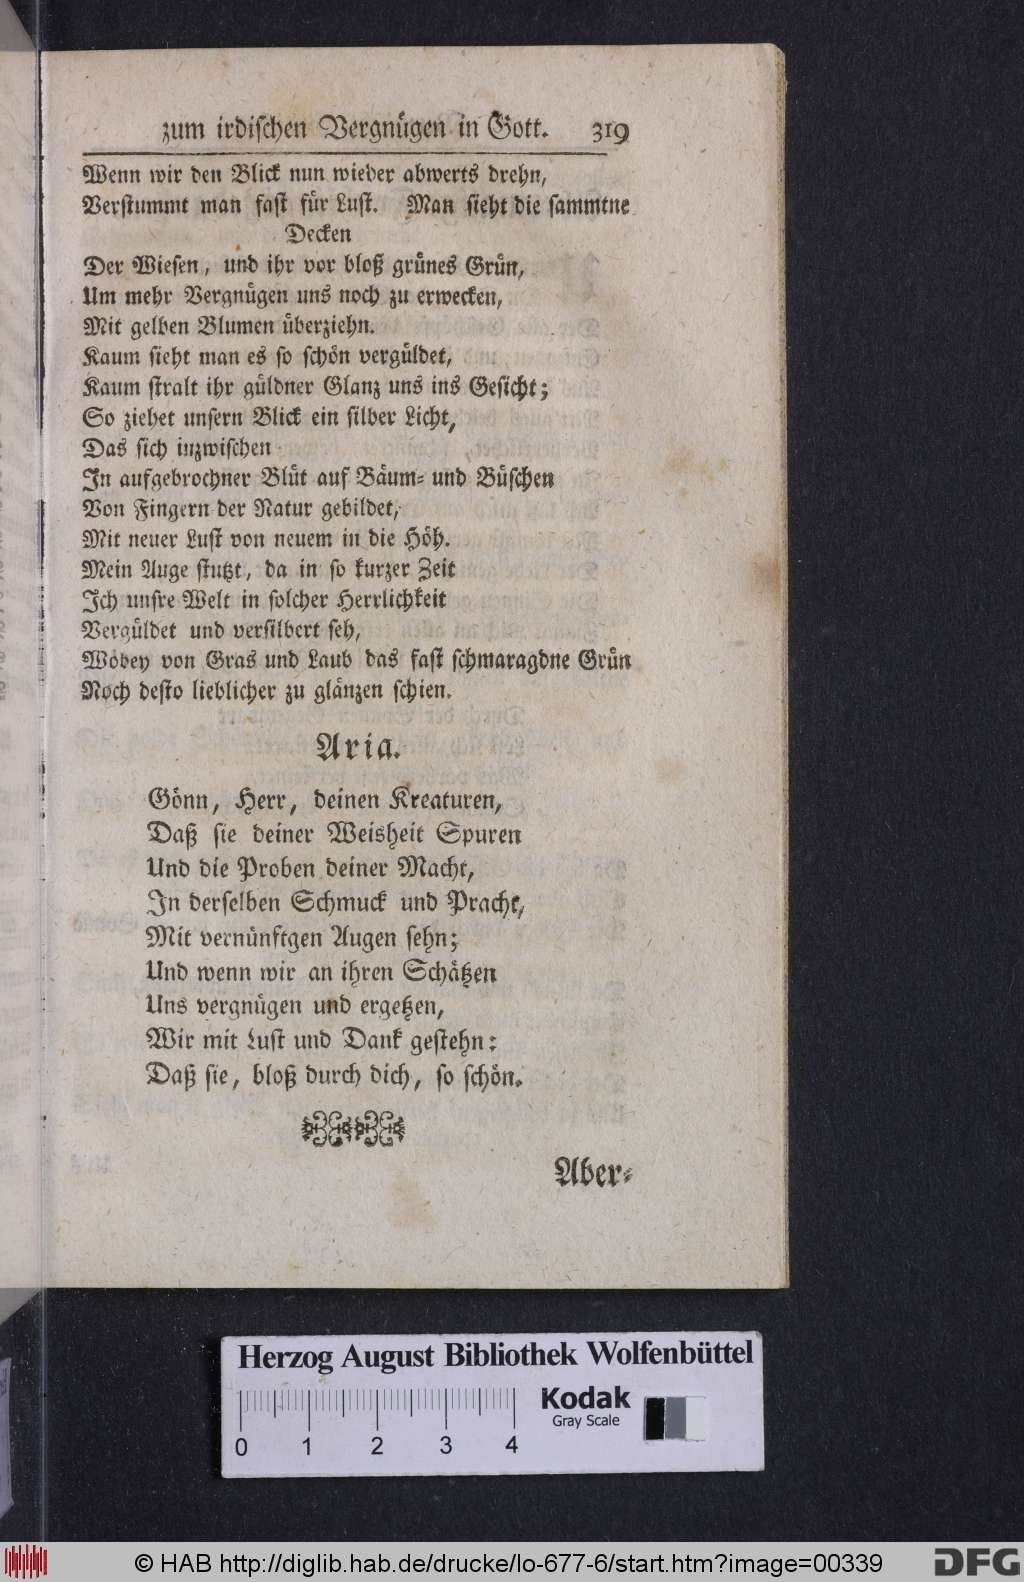 zum irdischen Vergnügen in Gott. 319
Wenn wir den Blick nun wieder abwerts drehn,
Verstummt man fast für Lust. Man sieht die sammtne
Decken
Der Wiesen, und ihr vor bloß grünes Grün,
Um mehr Vergnügen uns noch zu erwecken,
Mit gelben Blumen überziehn.
Kaum sieht man es so schön vergüldet,
Kaum stralt ihr güldner Glanz uns ins Gesicht;
So ziehet unsern Blick ein silber Licht,
Das sich inzwischen
In aufgebrochner Blüt auf Bäum- und Büschen
Von Fingern der Natur gebildet,
Mit neuer Lust von neuem in die Höh.
Mein Auge stutzt, da in so kurzer Zeit
Ich unsre Welt in solcher Herrlichkeit
Vergüldet und versilbert seh,
Wobey von Gras und Laub das fast schmaragdne Grün
Noch desto lieblicher zu glänzen schien.
Aria.
Gönn, Herr, deinen Kreaturen,
Daß sie deiner Weisheit Spuren
Und die Proben deiner Macht,
In derselben Schmuck und Pracht,
Mit vernünftgen Augen sehn;
Und wenn wir an ihren Schätzen
Uns vergnügen und ergetzen,
Wir mit Lust und Dank gestehn:
Daß sie, bloß durch dich, so schön.
Aber-
Herzog August Bibliothek Wolfenbüttel
Kodak
Gray Scale
0 1 2 3 4
© HAB http://diglib.hab.de/drucke/lo-677-6/start.htm?image=00339
DFG